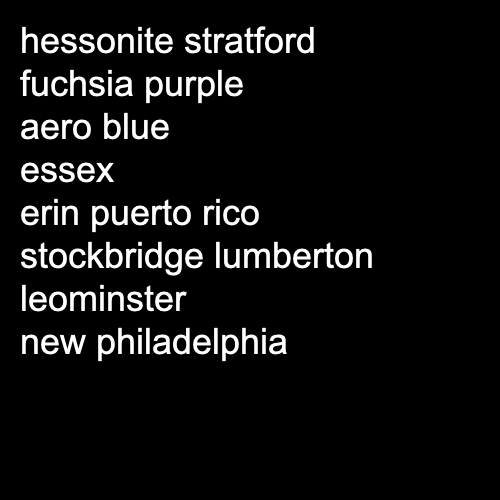 hessonite stratford
fuchsia purple
aero blue
essex
erin puerto rico
stockbridge lumberton
leominster
new philadelphia